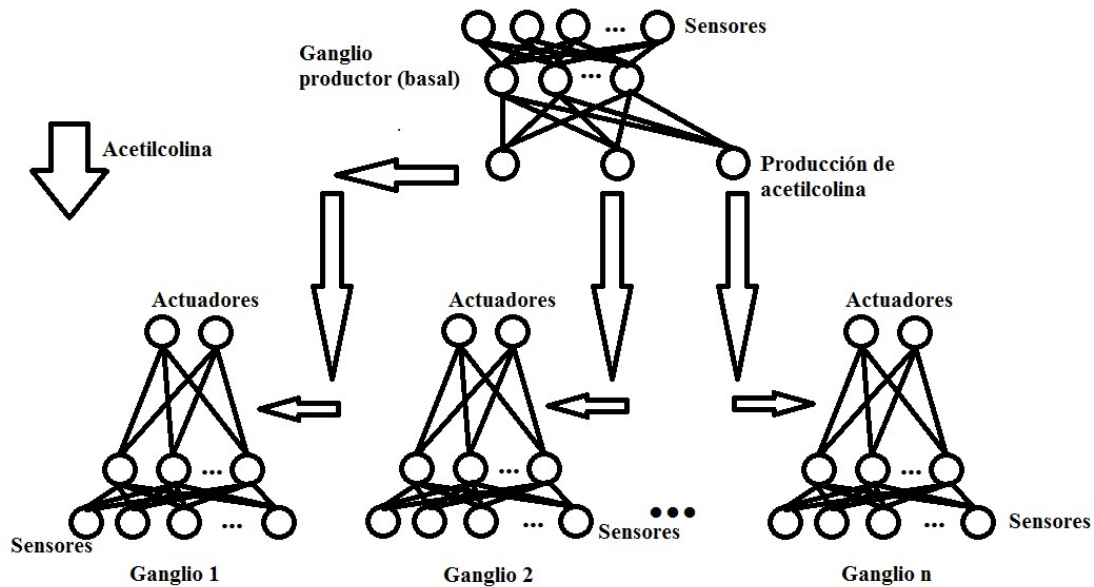 ... ... Sensores
Ganglio
productor (basal)
...
Acetilcolina
Producción de
acetilcolina
Actuadores
Actuadores
Actuadores
...
...
...
...
...
...
...
Sensores
Sensores
Sensores
Ganglio 1
Ganglio 2
Ganglio n